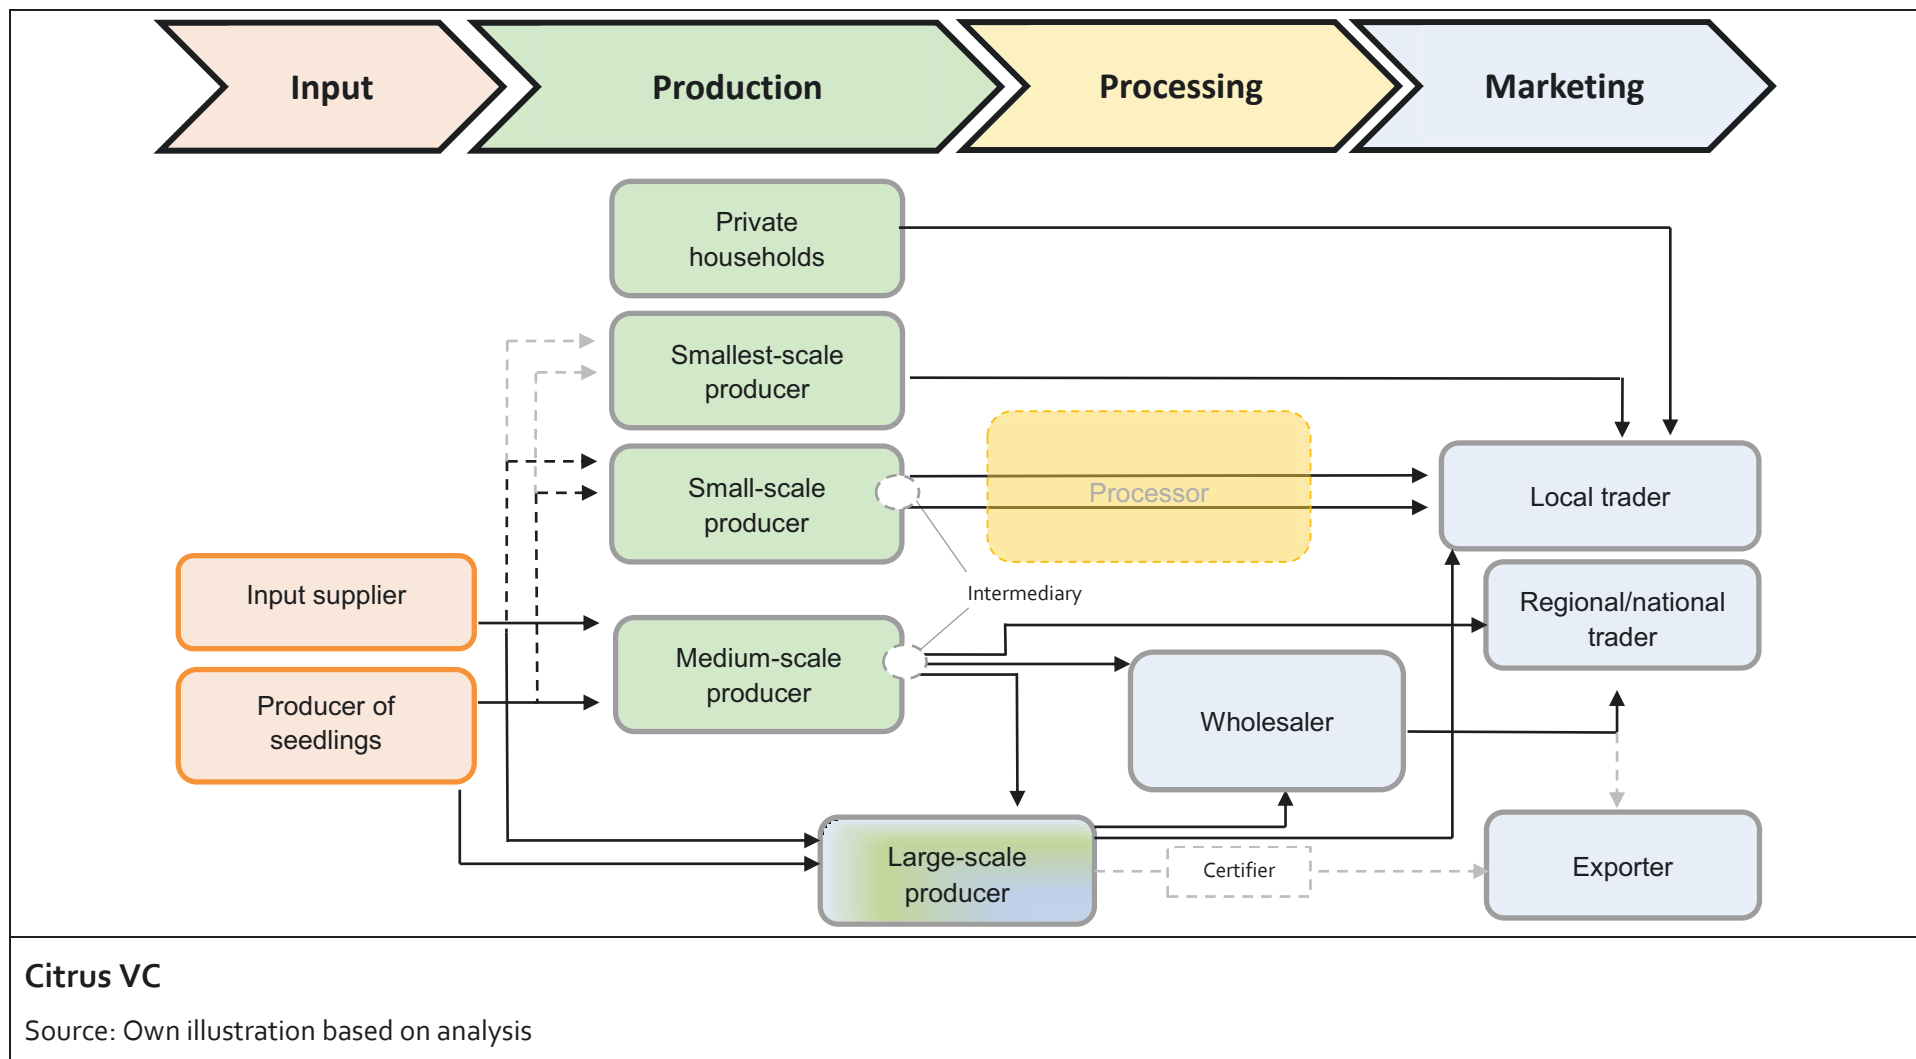 Input
Production
Processing
Marketing
Private
households
Smallest-scale
producer
Small-scale
producer
Processor
Local trader
Input supplier
Intermediary
Regional/national
trader
Medium-scale
producer
Producer of
seedlings
Wholesaler
Large-scale
producer
Certifier
Exporter
Citrus VC
Source: Own illustration based on analysis